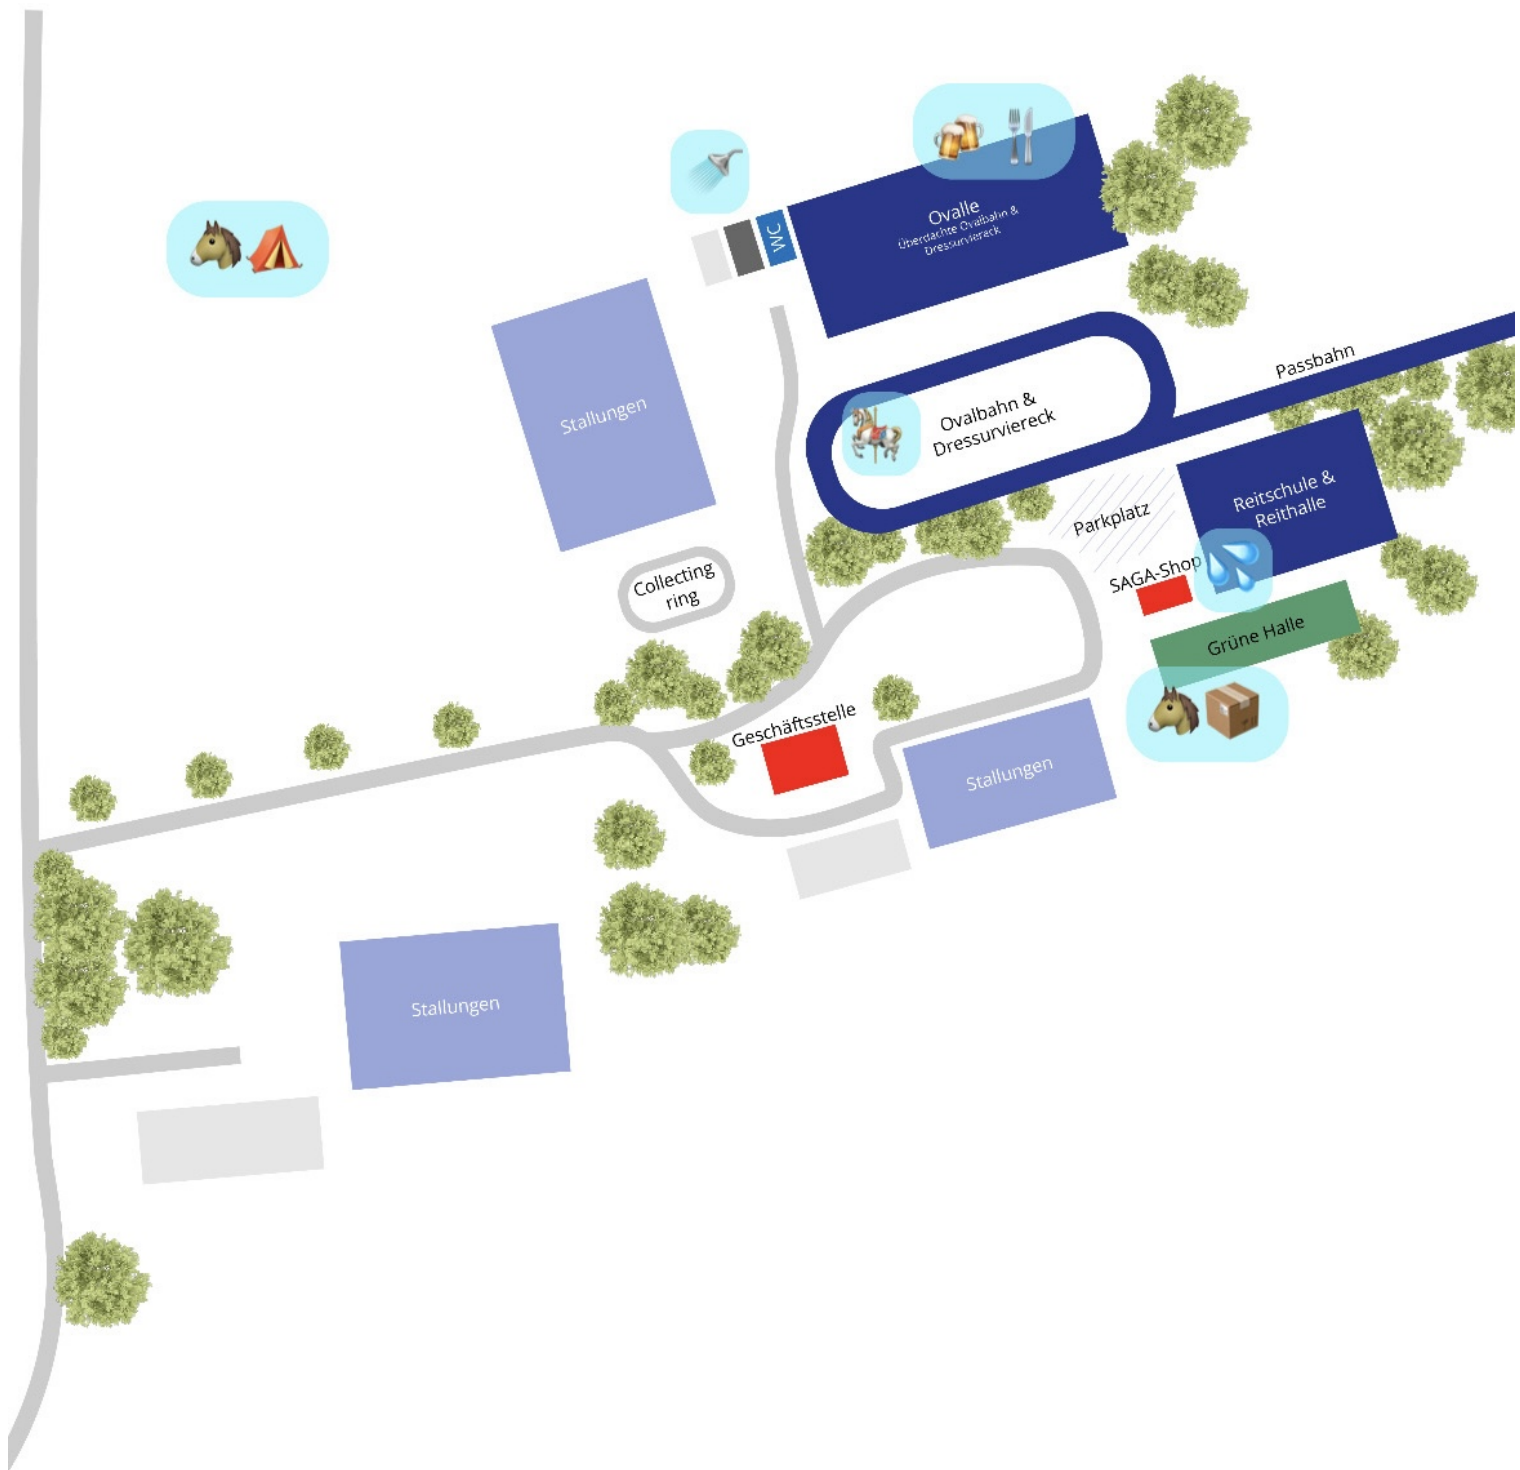 WC
Ovalle
Überdachte Ovalbahn &
Dressurviereck
Passbahn
Stallungen
Ovalbahn &
Dressurviereck
Reitschule &
Reithalle
Parkplatz
Collecting
ring
SAGA-Shop
Grüne Halle
Geschäftsstelle
Stallungen
Stallungen